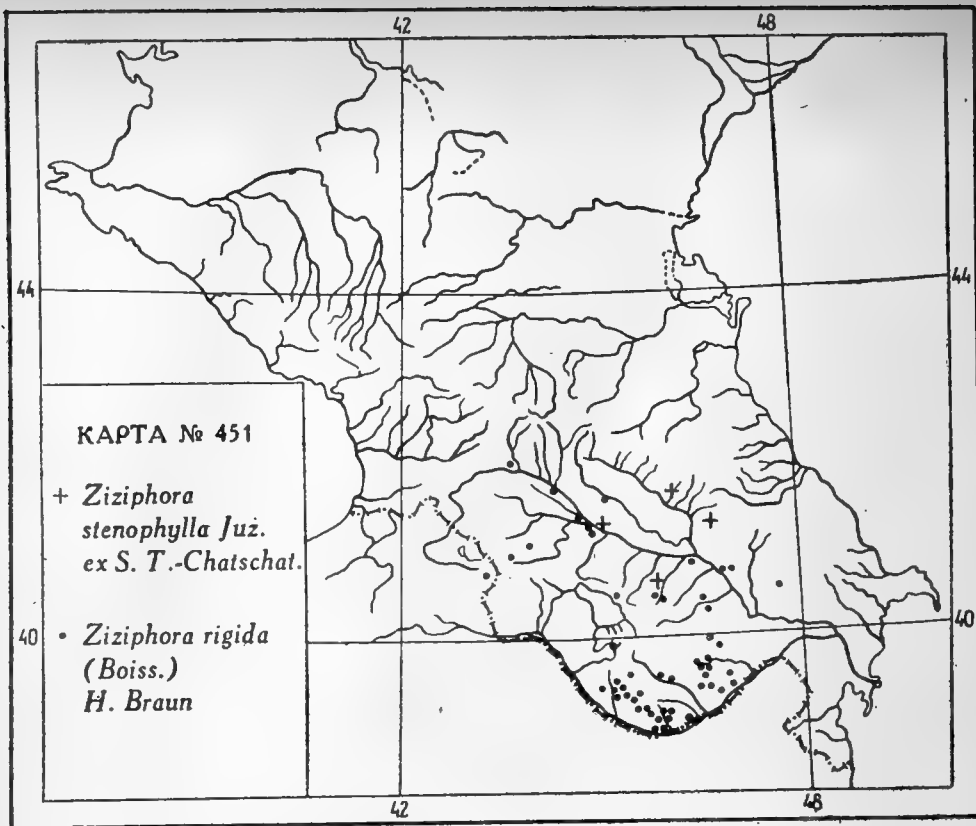 42 48
44 44
КАРТА № 451
+ Ziziphora
stenophylla Juz.
ex S. T.-Chatschat.
40 40
• Ziziphora rigida
(Boiss.)
H. Braun
42 48